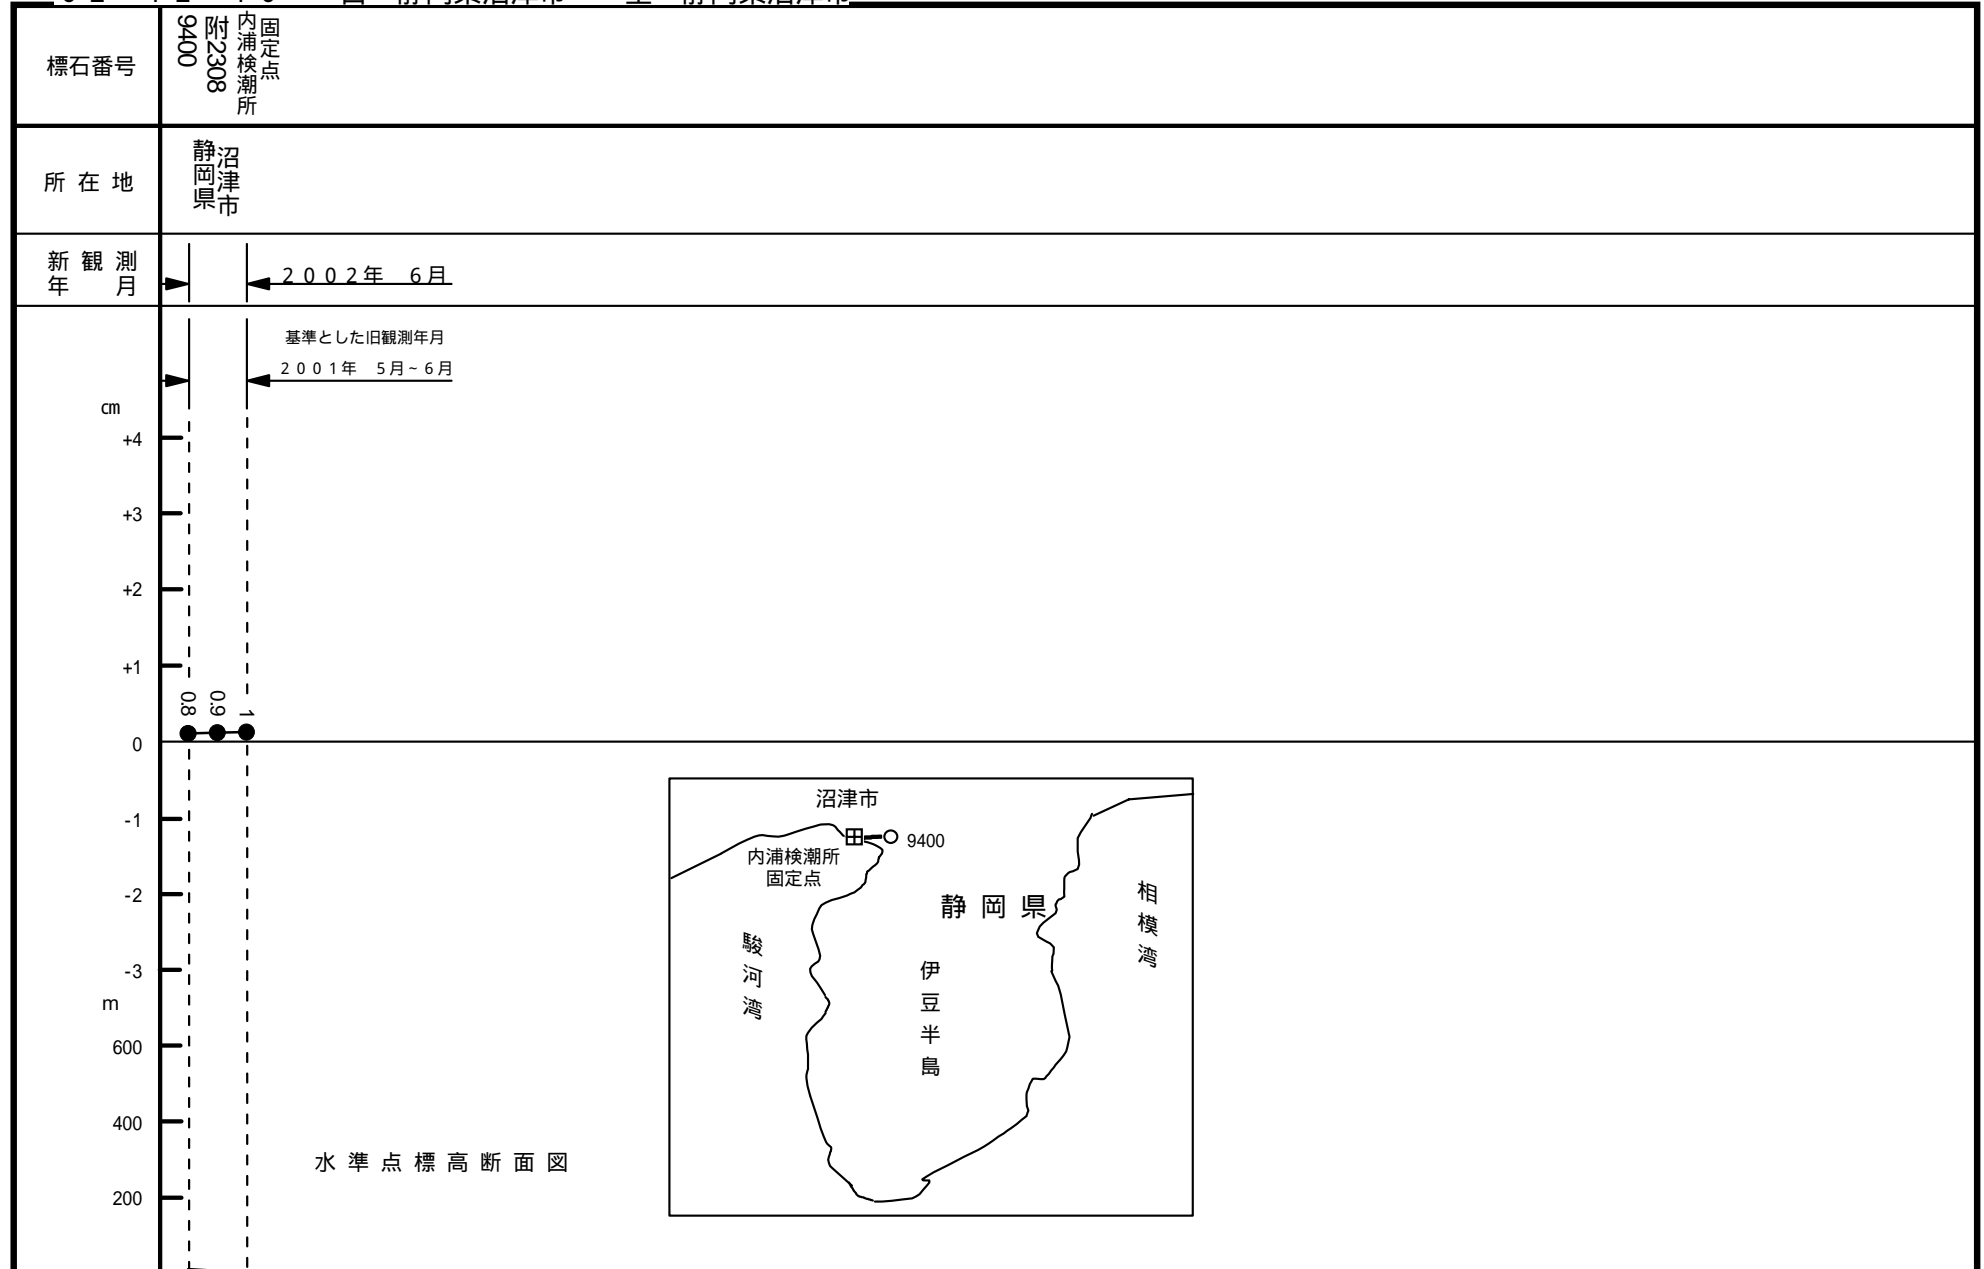 標石番号
9400
附2308
内浦検潮所
固定点
所 在 地
静岡県
沼津市
新 観 測
年 月
2002年 6月
基準とした旧観測年月
2001年 5月~6月
㎝
+4
+3
+2
+1
0.8
0.9
1
0
-1
-2
-3
m
600
400
200
水 準 点 標 高 断 面 図
沼津市
9400
内浦検潮所
固定点
静 岡 県
相模湾
駿河湾
伊豆半島